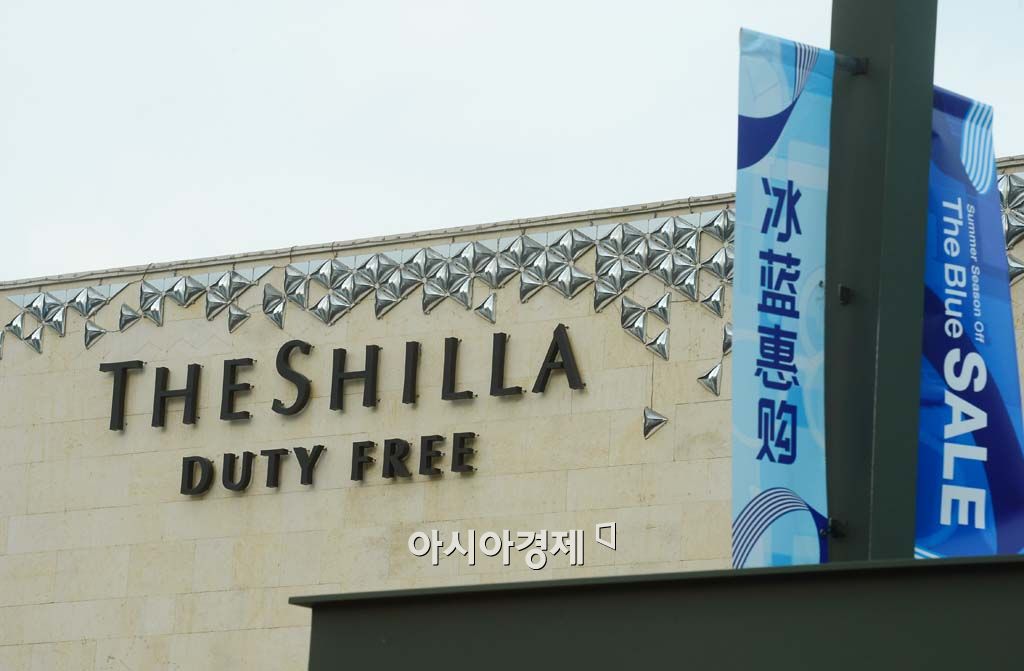 THE SHILLA
DUTY FREE
아시아경제
冰蓝惠购
Summer Season Off
The Blue SALE